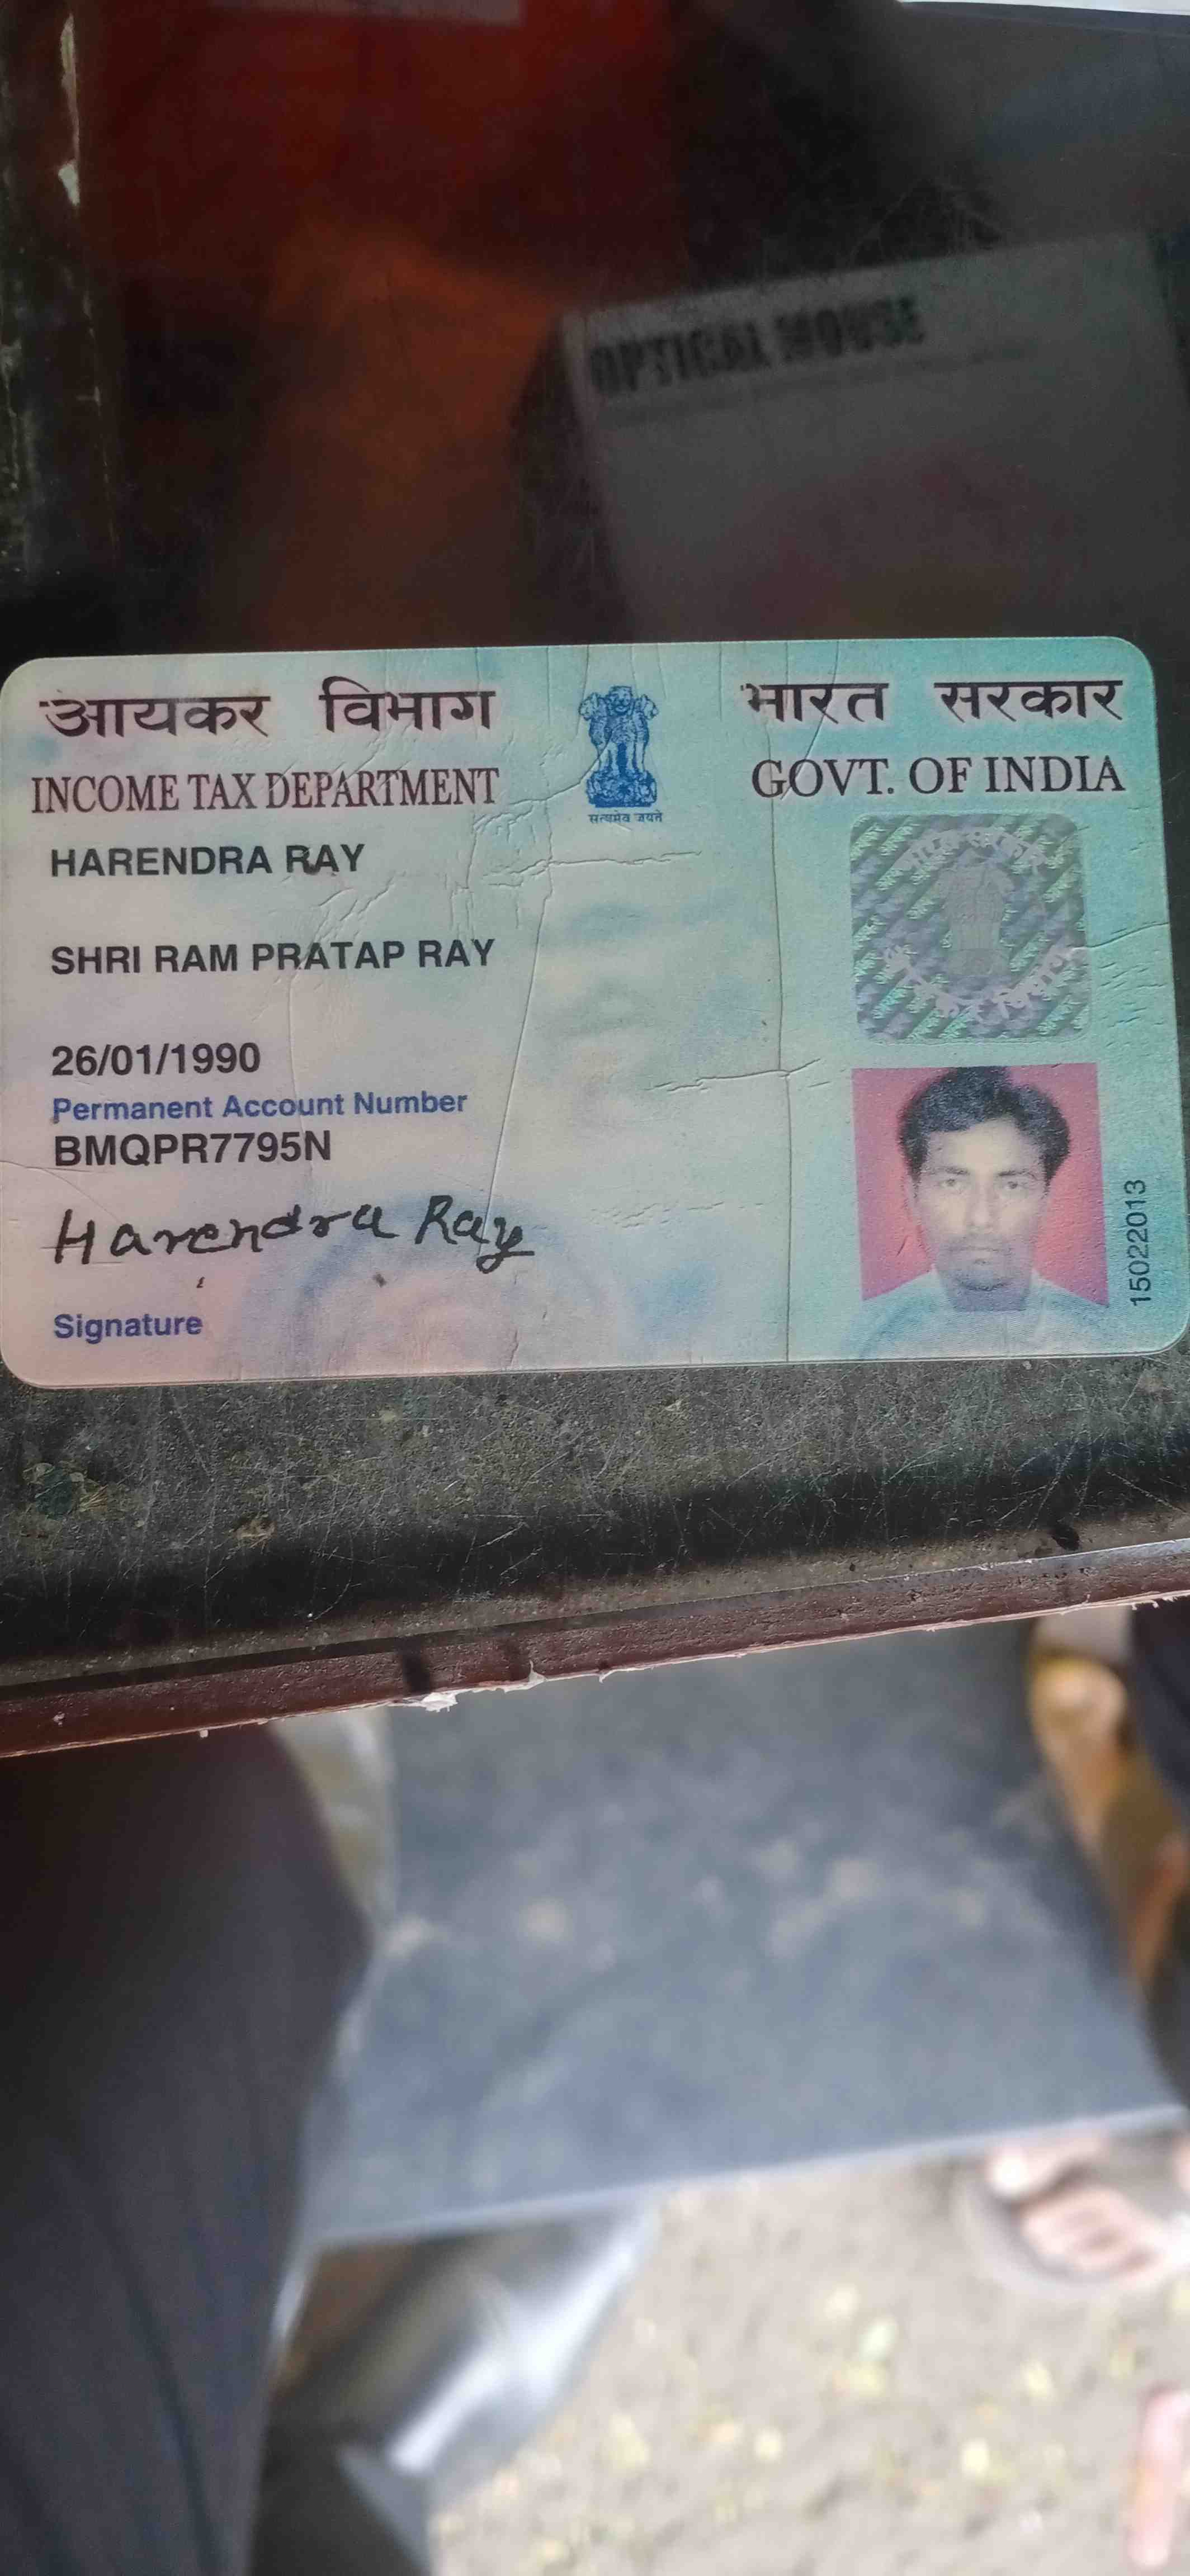 OPTICAL MOUSE
आयकर विभाग
INCOME TAX DEPARTMENT
सत्यमेव जयते
भारत सरकार
GOVT. OF INDIA
HARENDRA RAY
SHRI RAM PRATAP RAY
26/01/1990
Permanent Account Number
BMQPR7795N
Harendra Ray
Signature
15022013